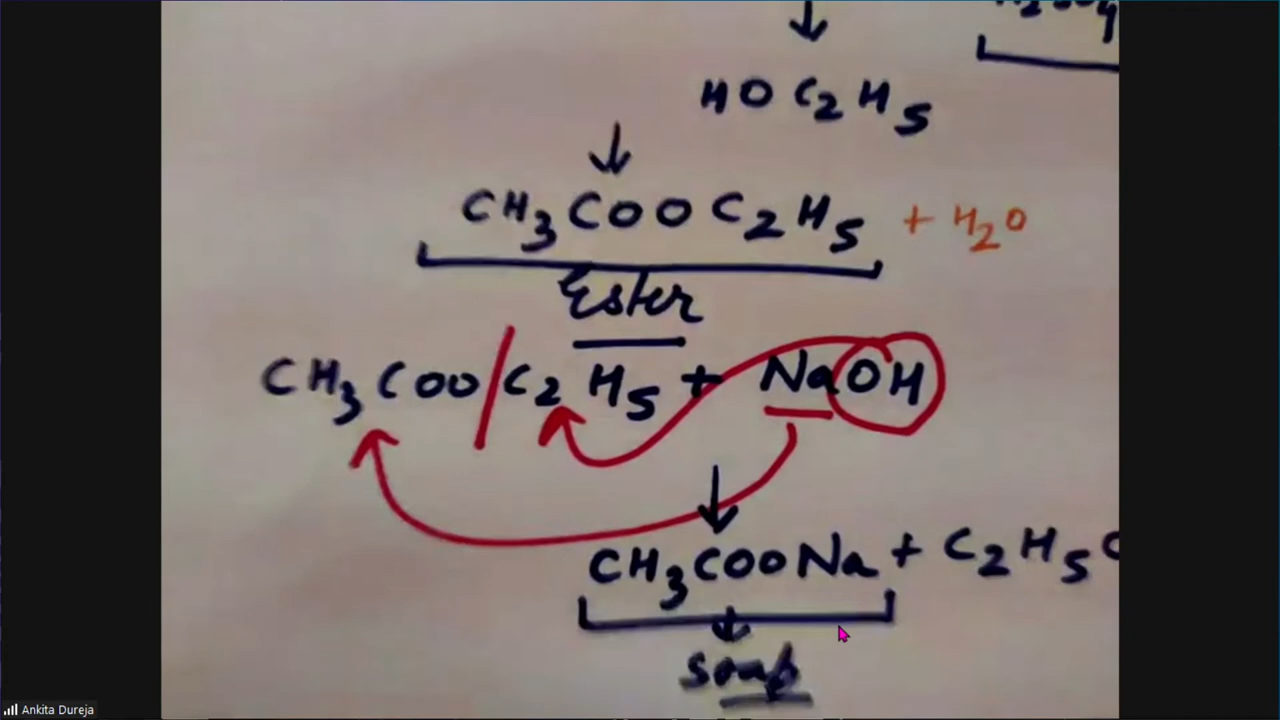 HOC2H5
CH3COOC2H5 + H2O
Ester
CH3COO/C2H5 + NaOH
CH3COONa + C2H5
Soap
Ankita Dureja